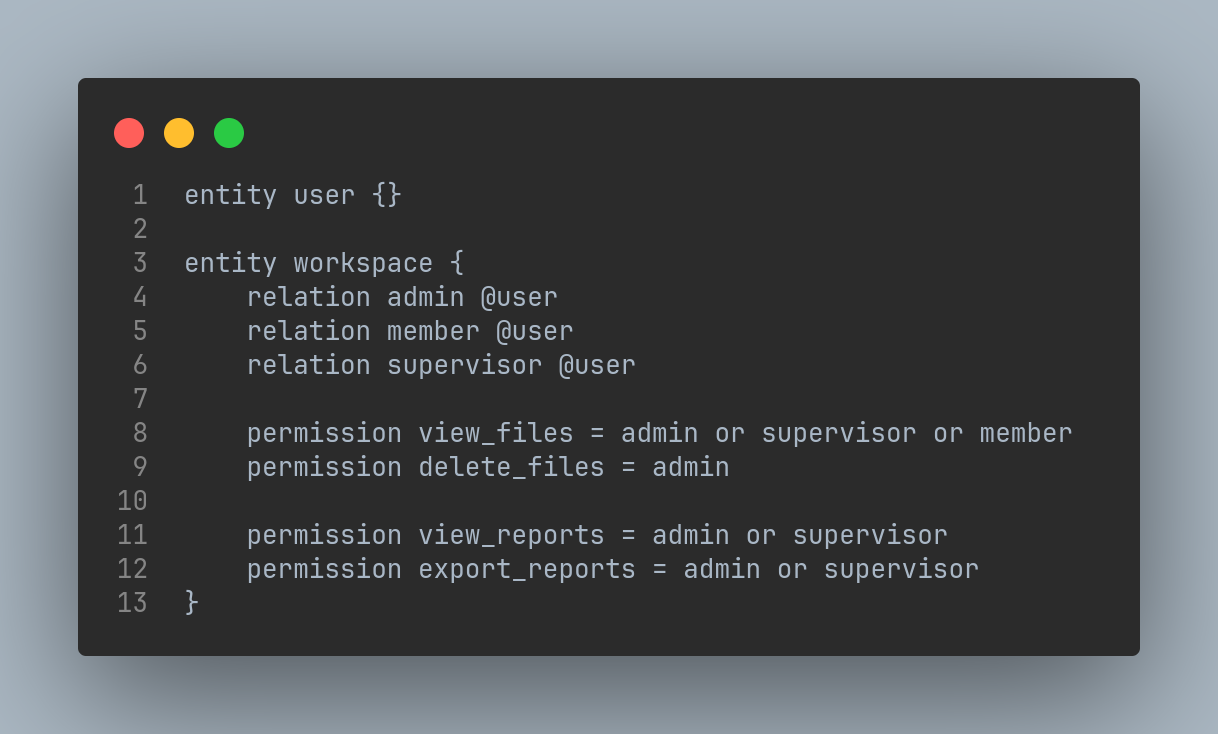 1 entity user {}
2
3 entity workspace {
4     relation admin @user
5     relation member @user
6     relation supervisor @user
7
8     permission view_files = admin or supervisor or member
9     permission delete_files = admin
10
11     permission view_reports = admin or supervisor
12     permission export_reports = admin or supervisor
13 }